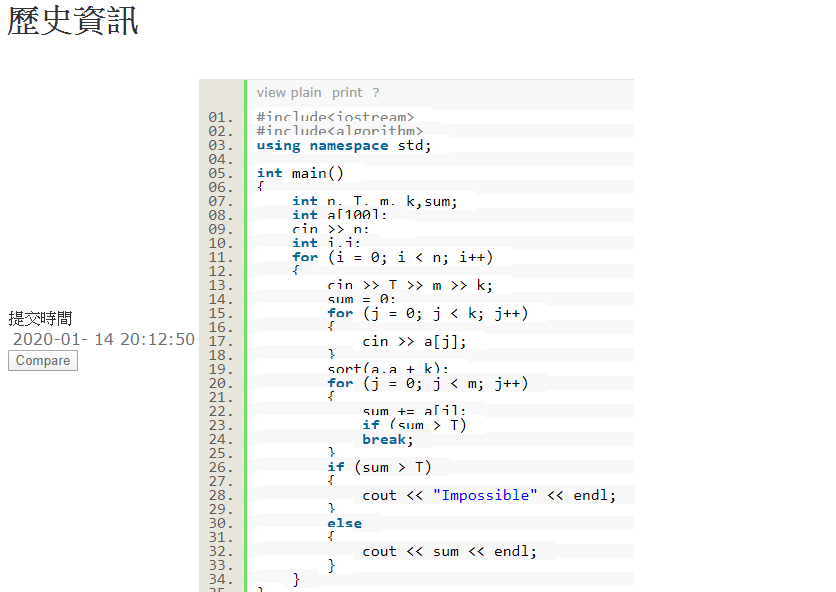 歷史資訊
view plain print ?
01. #include<iostream>
02. #include<algorithm>
03. using namespace std;
04.
05. int main()
06. {
07. int n, T, m, k,sum;
08. int a[100];
09. cin >> n;
10. int i,j;
11. for (i = 0; i < n; i++)
12. {
13. cin >> T >> m >> k;
14. sum = 0;
15. for (j = 0; j < k; j++)
16. {
17. cin >> a[j];
18. }
19. sort(a,a + k);
20. for (j = 0; j < m; j++)
21. {
22. sum += a[j];
23. if (sum > T)
24. break;
25. }
26. if (sum > T)
27. {
28. cout << "Impossible" << endl;
29. }
30. else
31. {
32. cout << sum << endl;
33. }
34. }
35. }
提交時間
2020-01- 14 20:12:50
Compare